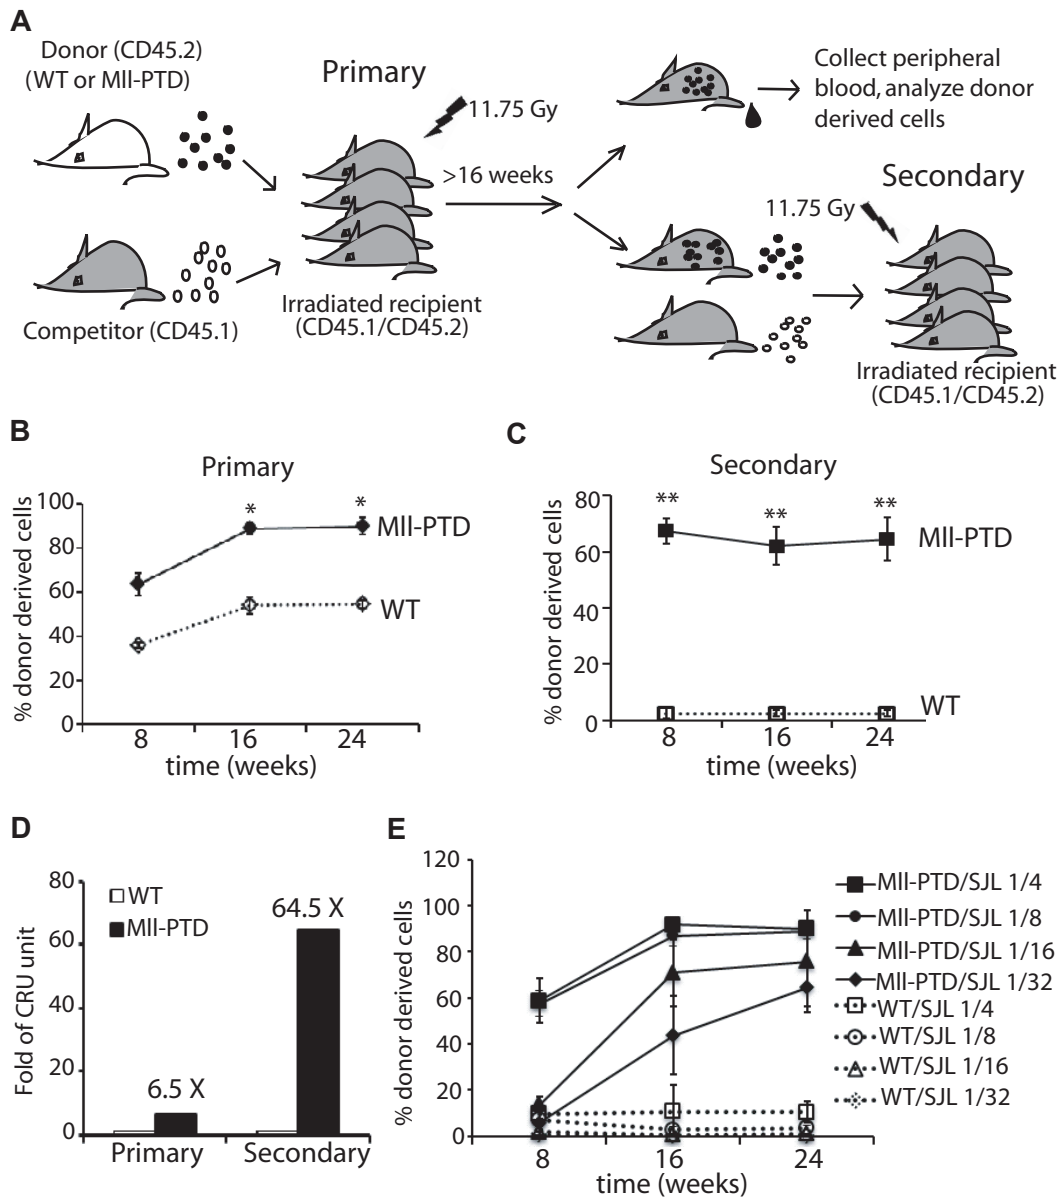 A
Donor (CD45.2)
(WT or Mll-PTD)
Primary
11.75 Gy
>16 weeks
Collect peripheral
blood, analyze donor
derived cells
Secondary
11.75 Gy
Competitor (CD45.1)
Irradiated recipient
(CD45.1/CD45.2)
Irradiated recipient
(CD45.1/CD45.2)
B
Primary
% donor derived cells
100
80
60
40
20
0
*
*
Mll-PTD
WT
8
16
24
time (weeks)
C
Secondary
% donor derived cells
80
60
40
20
0
**
**
**
Mll-PTD
WT
8
16
24
time (weeks)
D
Fold of CRU unit
80
60
40
20
0
WT
Mll-PTD
6.5 X
64.5 X
Primary
Secondary
E
% donor derived cells
120
100
80
60
40
20
0
8
16
24
time (weeks)
Mll-PTD/SJL 1/4
Mll-PTD/SJL 1/8
Mll-PTD/SJL 1/16
Mll-PTD/SJL 1/32
WT/SJL 1/4
WT/SJL 1/8
WT/SJL 1/16
WT/SJL 1/32